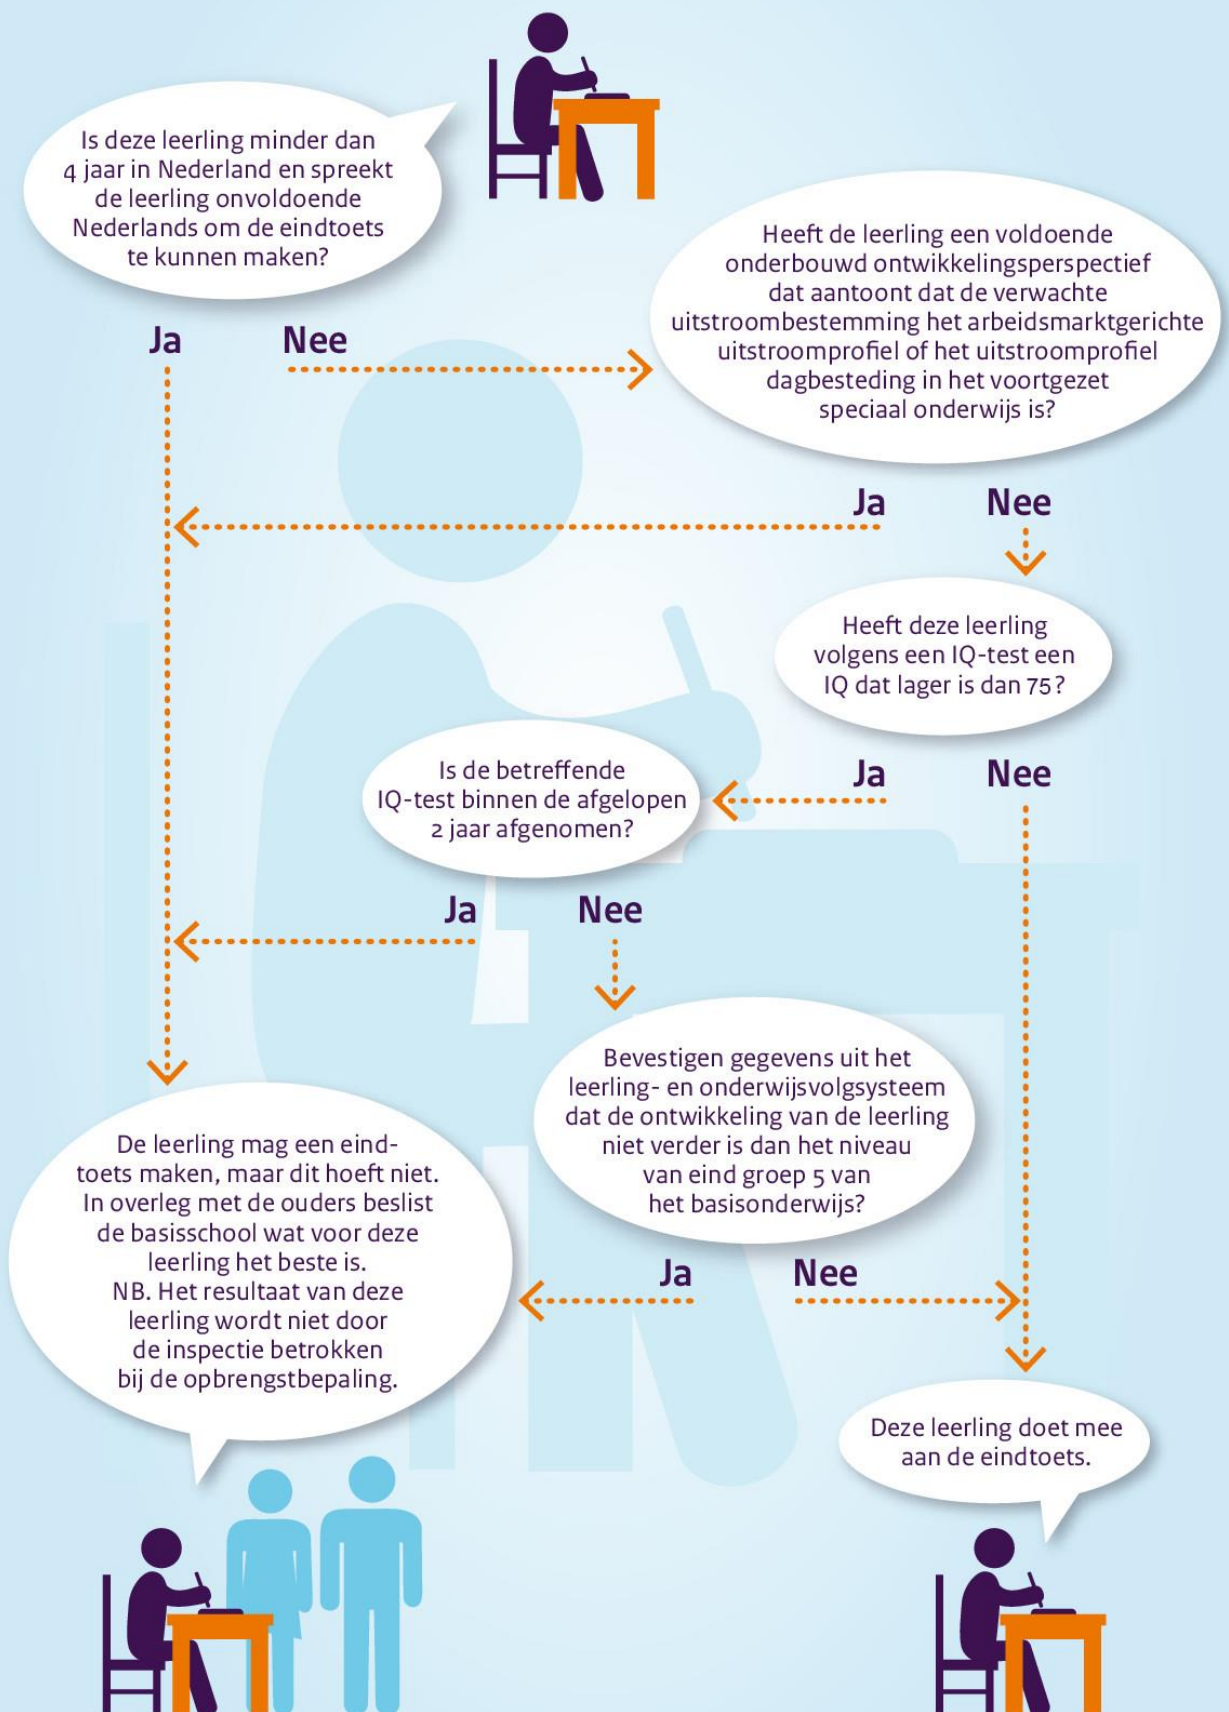 Is deze leerling minder dan
4 jaar in Nederland en spreekt
de leerling onvoldoende
Nederlands om de eindtoets
te kunnen maken?
Ja
Nee
Heeft de leerling een voldoende
onderbouwd ontwikkelingsperspectief
dat aantoont dat de verwachte
uitstroombestemming het arbeidsmarktgerichte
uitstroomprofiel of het uitstroomprofiel
dagbesteding in het voortgezet
speciaal onderwijs is?
Ja
Nee
Heeft deze leerling
volgens een IQ-test een
IQ dat lager is dan 75?
Ja
Nee
Is de betreffende
IQ-test binnen de afgelopen
2 jaar afgenomen?
Ja
Nee
Bevestigen gegevens uit het
leerling- en onderwijsvolgsysteem
dat de ontwikkeling van de leerling
niet verder is dan het niveau
van eind groep 5 van
het basisonderwijs?
Ja
Nee
De leerling mag een eind-
toets maken, maar dit hoeft niet.
In overleg met de ouders beslist
de basisschool wat voor deze
leerling het beste is.
NB. Het resultaat van deze
leerling wordt niet door
de inspectie betrokken
bij de opbrengstbepaling.
Deze leerling doet mee
aan de eindtoets.